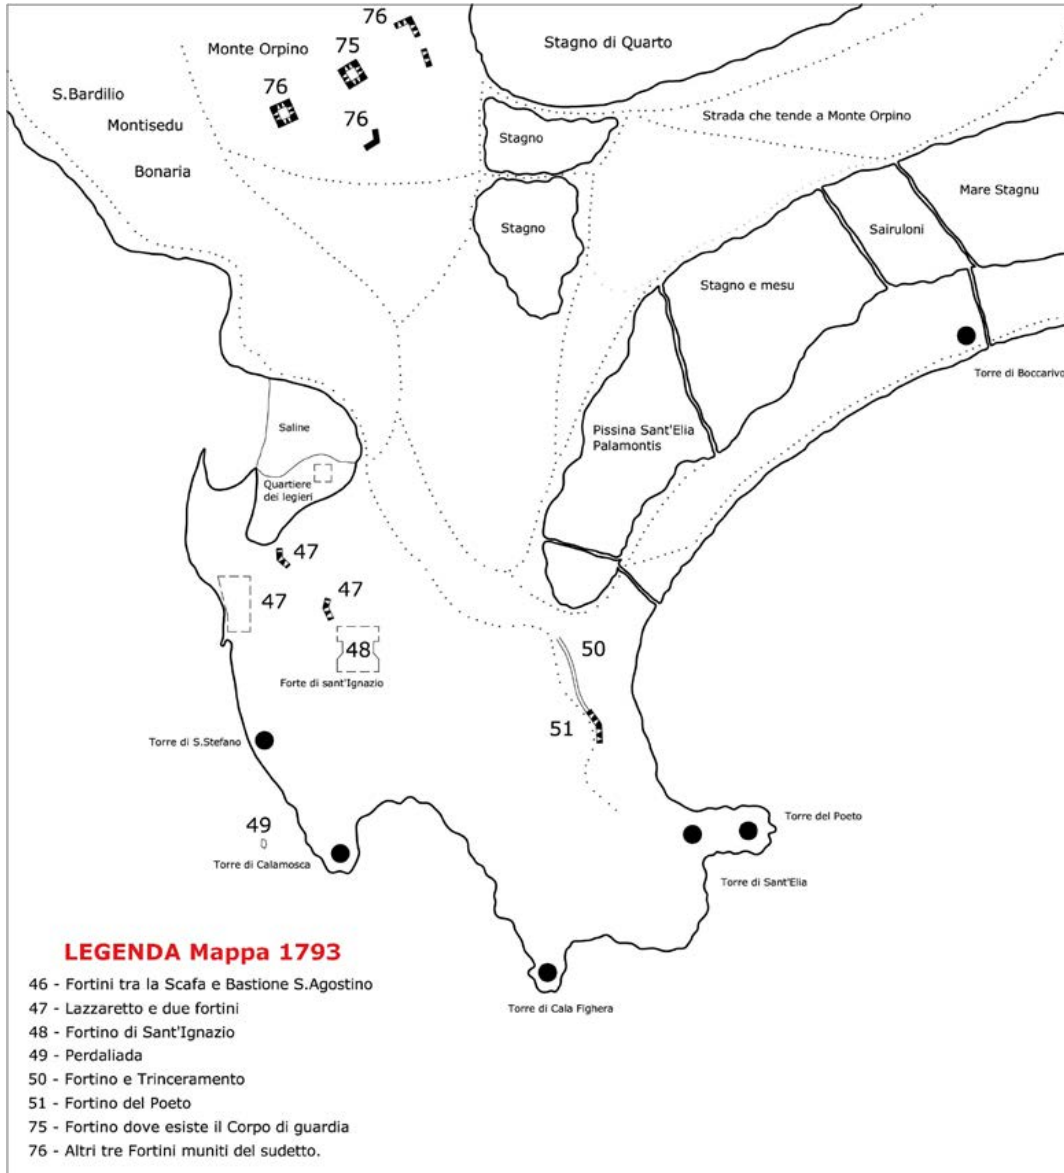 76
Monte Orpino
75
Stagno di Quarto
76
S.Bardilio
76
Strada che tende a Monte Orpino
Montisedu
Stagno
Bonaria
Mare Stagnu
Stagno
Sairuloni
Stagno e mesu
Torre di Boccarivo
Saline
Pissina Sant'Elia
Palamontis
Quartiere
dei legieri
47
47
47
48
50
Forte di sant'Ignazio
51
Torre di S.Stefano
49
Torre di Calamosca
Torre del Poeto
Torre di Sant'Elia
Torre di Cala Fighera
LEGENDA Mappa 1793
46 - Fortini tra la Scafa e Bastione S.Agostino
47 - Lazzaretto e due fortini
48 - Fortino di Sant'Ignazio
49 - Perdaliada
50 - Fortino e Trinceramento
51 - Fortino del Poeto
75 - Fortino dove esiste il Corpo di guardia
76 - Altri tre Fortini muniti del sudetto.